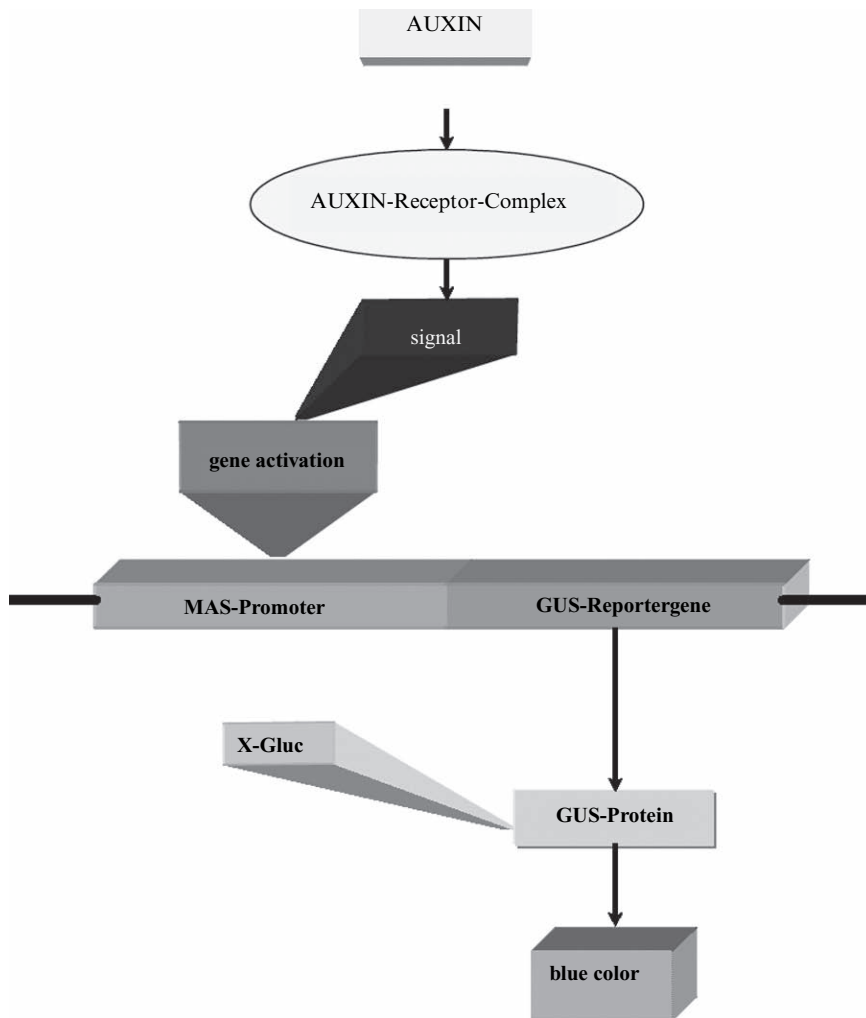 AUXIN
AUXIN-Receptor-Complex
signal
gene activation
MAS-Promoter
GUS-Reportergene
X-Gluc
GUS-Protein
blue color